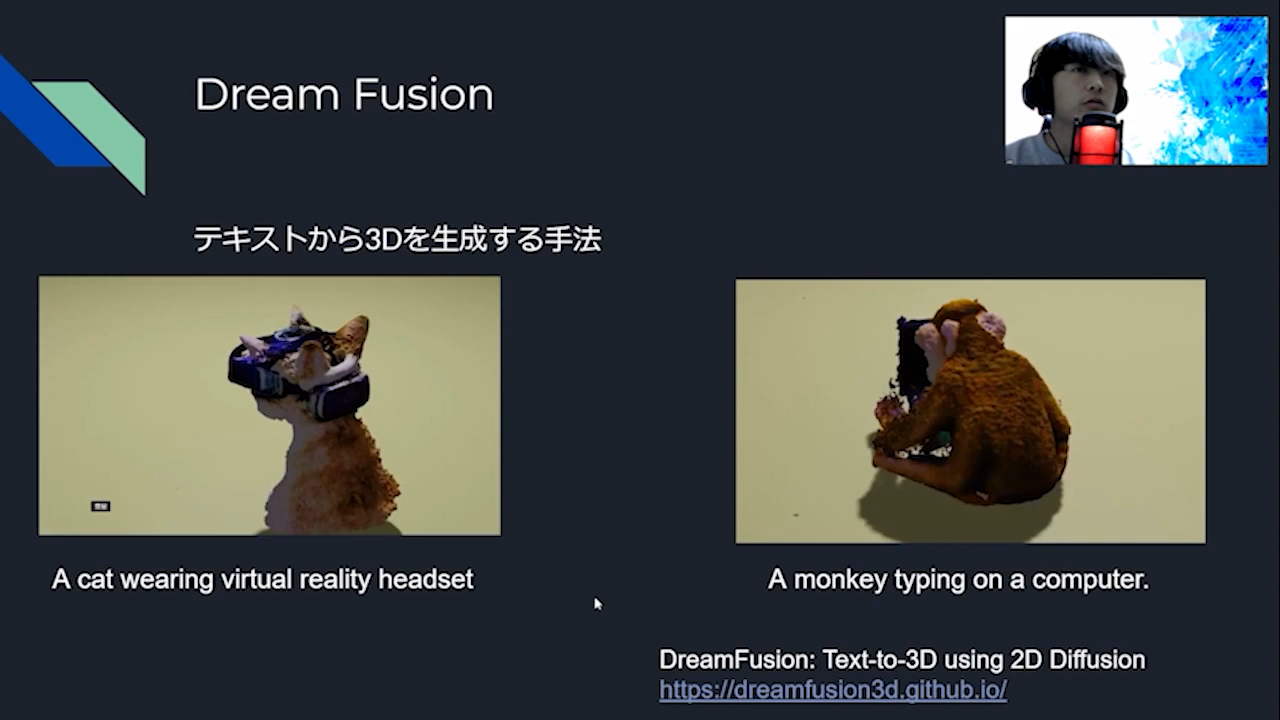 Dream Fusion
テキストから3Dを生成する手法
A cat wearing virtual reality headset
A monkey typing on a computer.
DreamFusion: Text-to-3D using 2D Diffusion
https://dreamfusion3d.github.io/